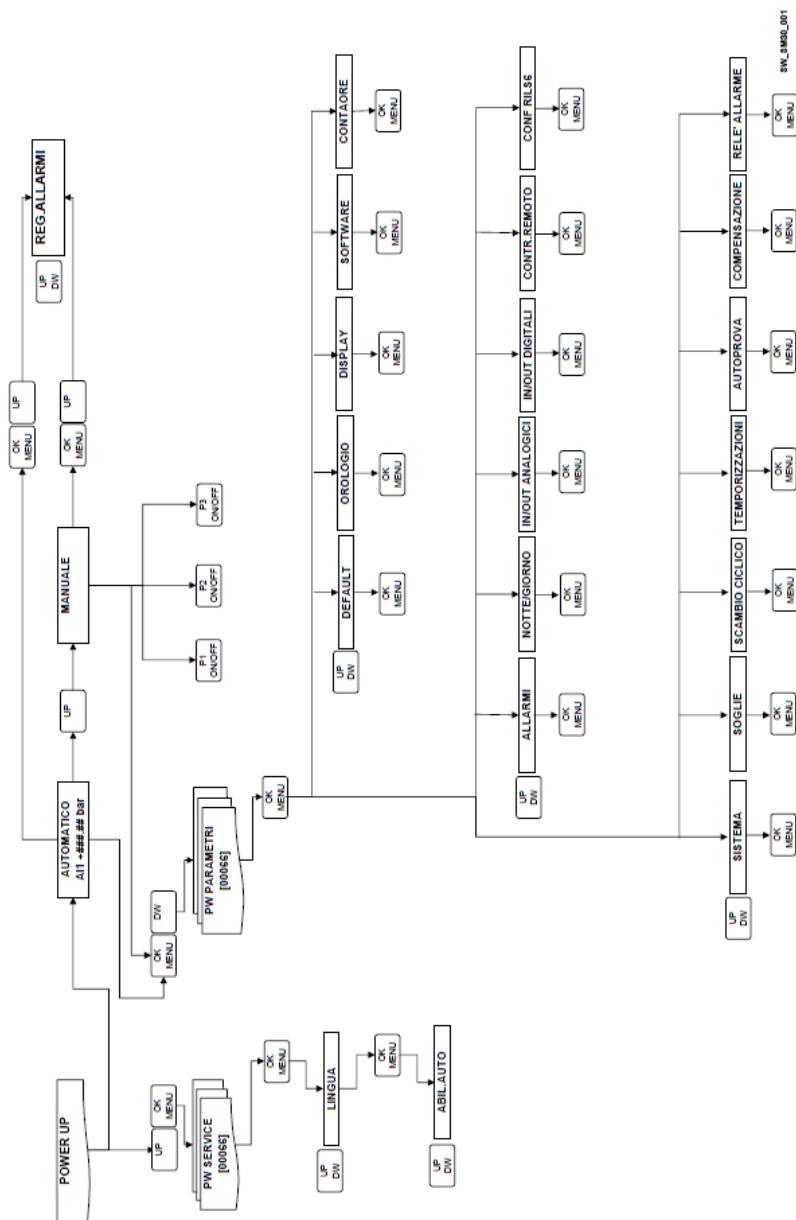 POWER UP
AUTOMATICO
AI1 +###.## bar
UP
MANUALE
OK
MENU
UP
OK
MENU
UP
UP
DW
REG.ALLARMI
UP
OK
MENU
OK
MENU
DW
P1
ON/OFF
P2
ON/OFF
P3
ON/OFF
PW SERVICE
[00066]
PW PARAMETRI
[00066]
OK
MENU
OK
MENU
UP
DW
LINGUA
OK
MENU
UP
DW
ABIL.AUTO
UP
DW
DEFAULT
OROLOGIO
DISPLAY
SOFTWARE
CONTAORE
OK
MENU
OK
MENU
OK
MENU
OK
MENU
OK
MENU
UP
DW
ALLARMI
NOTTE/GIORNO
IN/OUT ANALOGICI
IN/OUT DIGITALI
CONTR.REMOTO
CONF RILS6
OK
MENU
OK
MENU
OK
MENU
OK
MENU
OK
MENU
OK
MENU
UP
DW
SISTEMA
SOGLIE
SCAMBIO CICLICO
TEMPORIZZAZIONI
AUTOPROVA
COMPENSAZIONE
RELE' ALLARME
OK
MENU
OK
MENU
OK
MENU
OK
MENU
OK
MENU
OK
MENU
OK
MENU
SW_SM30_001